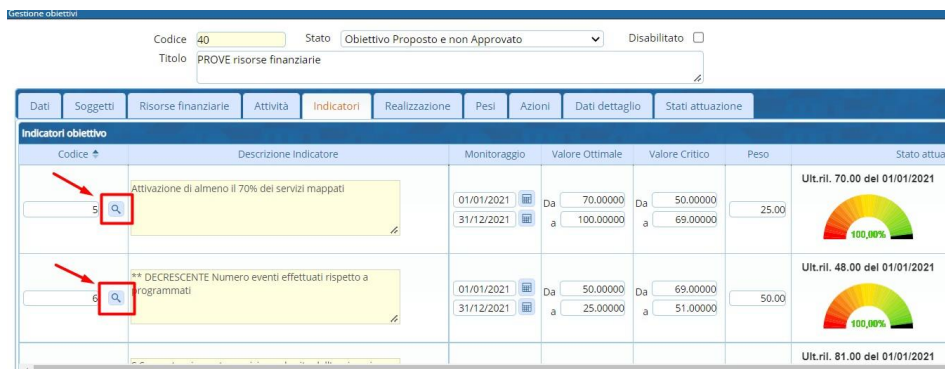 Gestione obiettivi
Codice 40 Stato Obiettivo Proposto e non Approvato Disabilitato
Titolo PROVE risorse finanziarie
Dati Soggetti Risorse finanziarie Attività Indicatori Realizzazione Pesi Azioni Dati dettaglio Stati attuazione
Indicatori obiettivo
Codice Descrizione Indicatore Monitoraggio Valore Ottimale Valore Critico Peso Stato attua
Ult.ril. 70.00 del 01/01/2021
Attivazione di almeno il 70% dei servizi mappati
5 01/01/2021 Da 70.00000 Da 50.00000 25.00
31/12/2021 a 100.00000 a 69.00000
100,00%
Ult.ril. 48.00 del 01/01/2021
** DECRESCENTE Numero eventi effettuati rispetto a
programmati
6 01/01/2021 Da 50.00000 Da 69.00000 50.00
31/12/2021 a 25.00000 a 51.00000
100,00%
Ult.ril. 81.00 del 01/01/2021